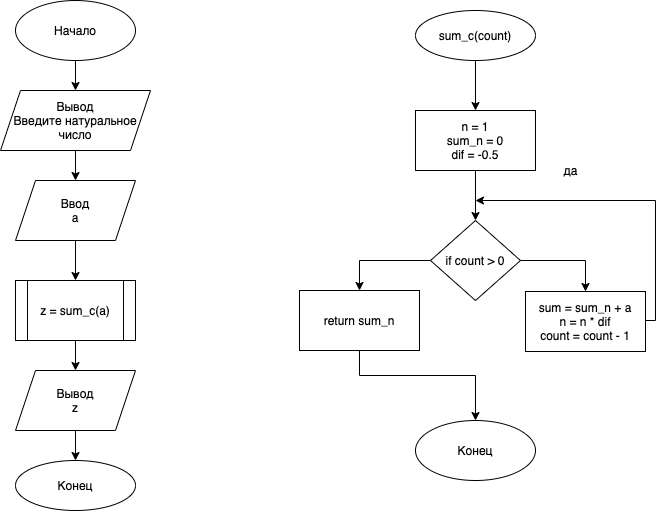 Начало
Вывод
Введите натуральное
число
Ввод
a
z = sum_c(a)
Вывод
z
Конец
sum_c(count)
n = 1
sum_n = 0
dif = -0.5
да
if count > 0
return sum_n
sum = sum_n + a
n = n * dif
count = count - 1
Конец